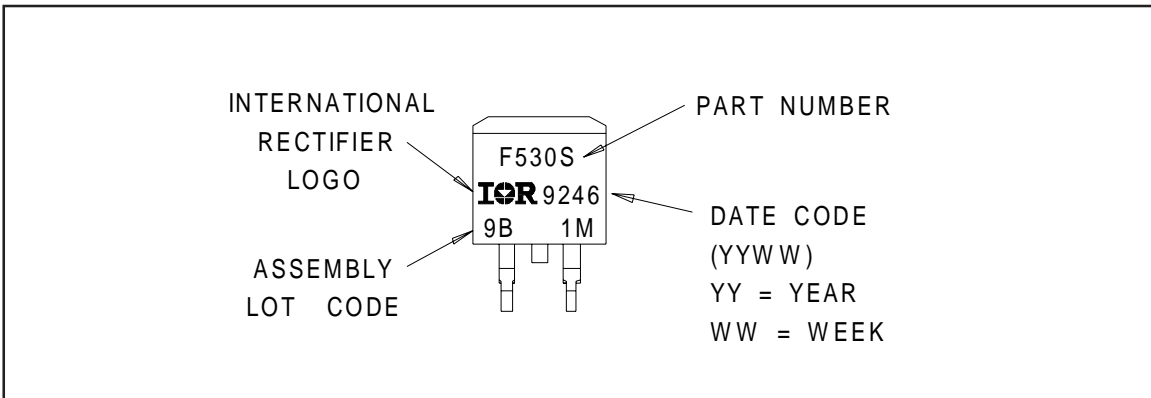 INTERNATIONAL
RECTIFIER
LOGO
ASSEMBLY
LOT CODE
F530S
IOR 9246
9B 1M
PART NUMBER
DATE CODE
(YYWW)
YY = YEAR
WW = WEEK